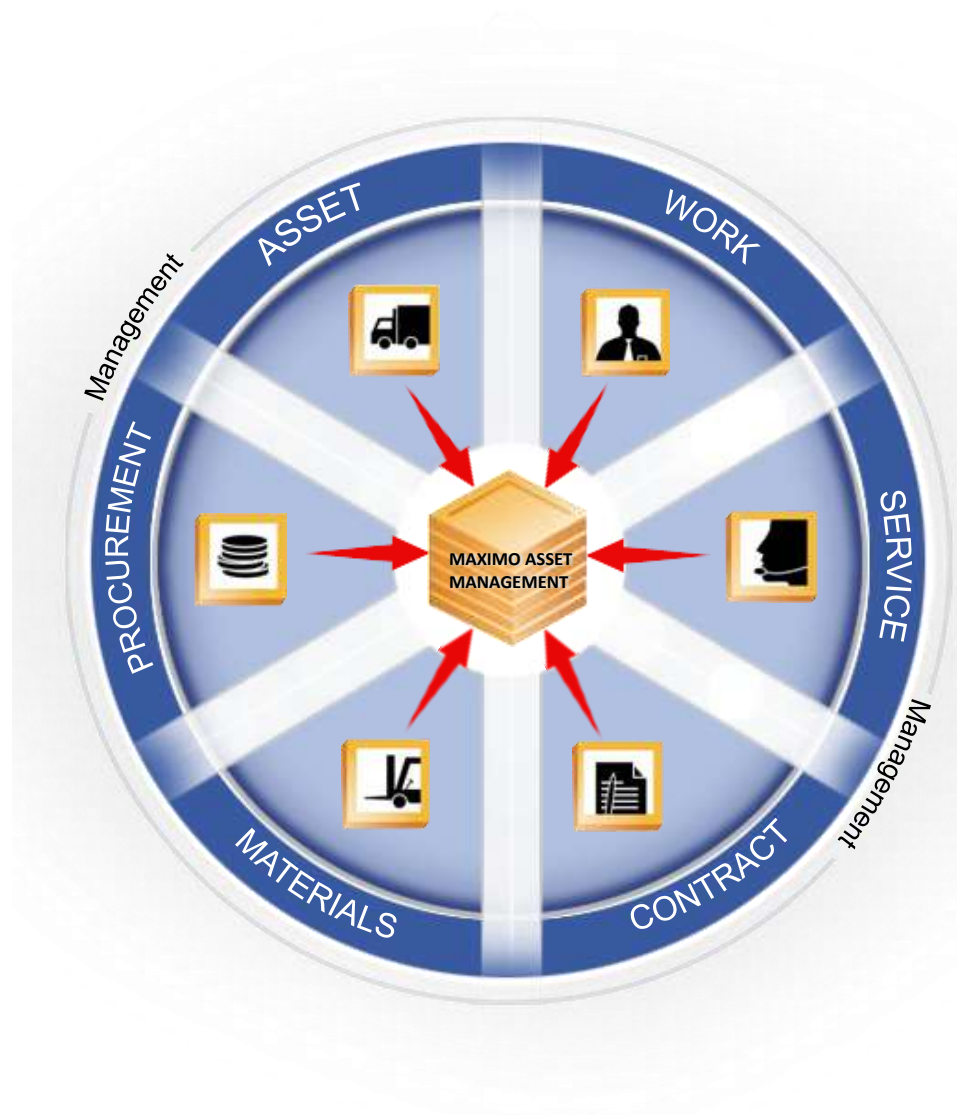 ASSET
WORK
Management
PROCUREMENT
SERVICE
MAXIMO ASSET
MANAGEMENT
Management
MATERIALS
CONTRACT